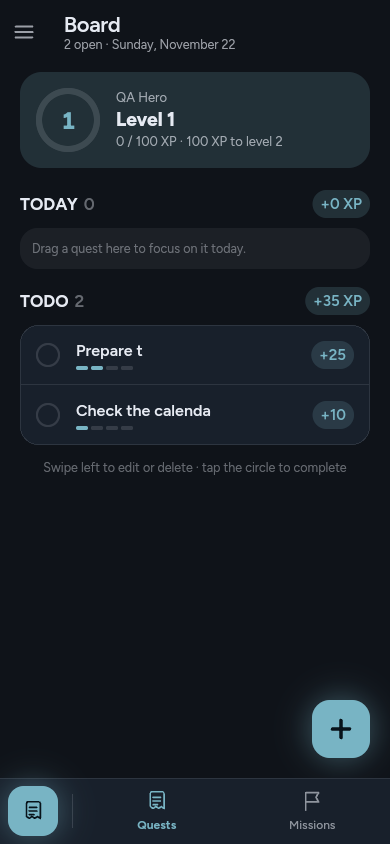 Board
2 open · Sunday, November 22
1
QA Hero
Level 1
0 / 100 XP · 100 XP to level 2
TODAY 0
+0 XP
Drag a quest here to focus on it today.
TODO 2
+35 XP
Prepare t
+25
Check the calenda
+10
Swipe left to edit or delete · tap the circle to complete
Quests
Missions